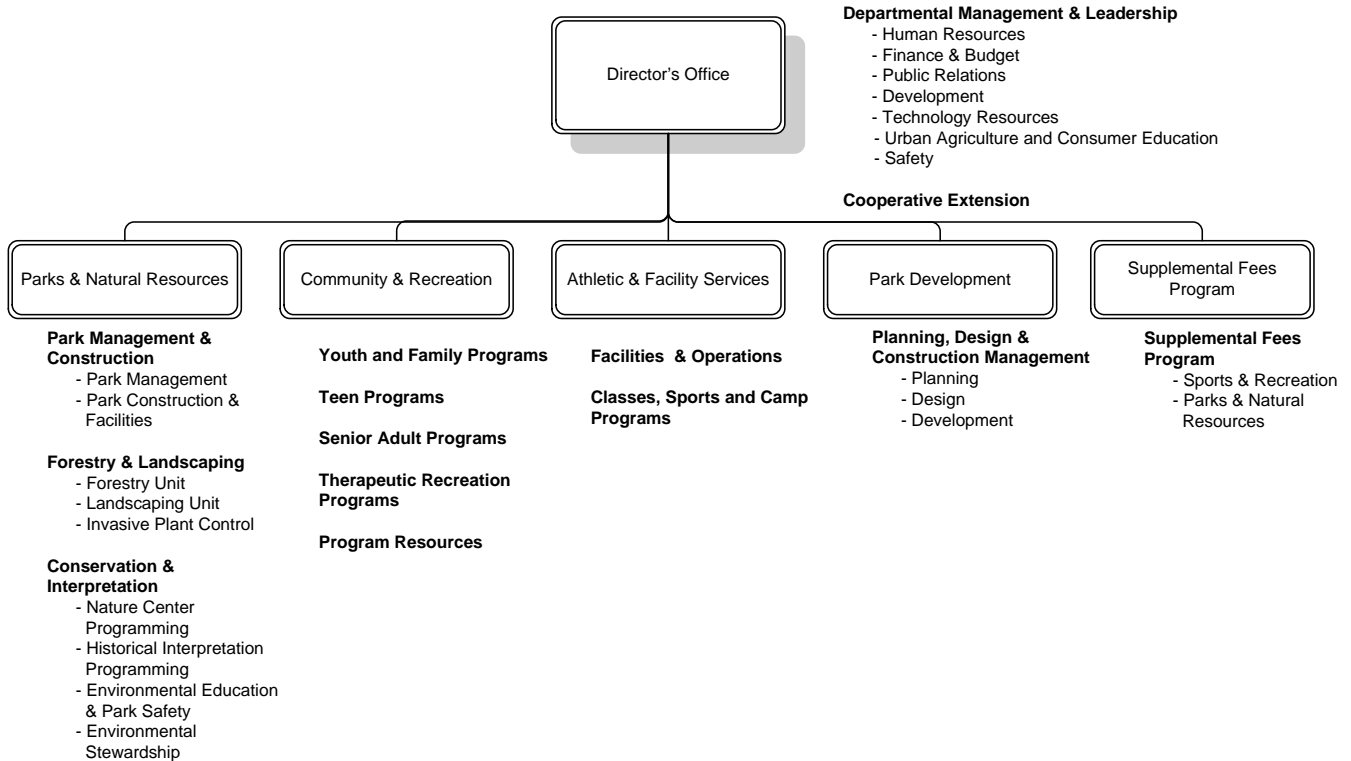 Director's Office
Departmental Management & Leadership
- Human Resources
- Finance & Budget
- Public Relations
- Development
- Technology Resources
- Urban Agriculture and Consumer Education
- Safety
Cooperative Extension
Parks & Natural Resources
Park Management &
Construction
- Park Management
- Park Construction &
Facilities
Forestry & Landscaping
- Forestry Unit
- Landscaping Unit
- Invasive Plant Control
Conservation &
Interpretation
- Nature Center
Programming
- Historical Interpretation
Programming
- Environmental Education
& Park Safety
- Environmental
Stewardship
Community & Recreation
Youth and Family Programs
Teen Programs
Senior Adult Programs
Therapeutic Recreation
Programs
Program Resources
Athletic & Facility Services
Facilities & Operations
Classes, Sports and Camp
Programs
Park Development
Planning, Design &
Construction Management
- Planning
- Design
- Development
Supplemental Fees
Program
Supplemental Fees
Program
- Sports & Recreation
- Parks & Natural
Resources